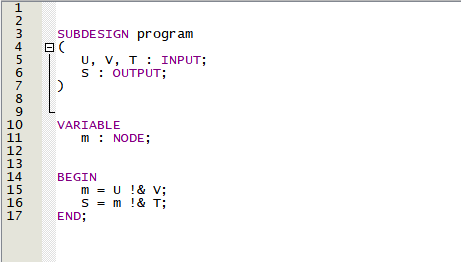 1
2
3 SUBDESIGN program
4 (
5 U, V, T : INPUT;
6 S : OUTPUT;
7 )
8
9
10 VARIABLE
11 m : NODE;
12
13
14 BEGIN
15 m = U !& V;
16 S = m !& T;
17 END;